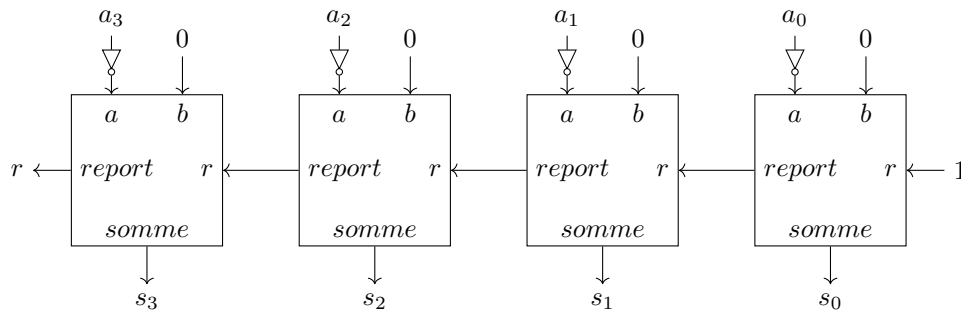 a₃ a₂ a₁ a₀
0 0 0 0
a b a b a b a b
r report r report r report r report r 1
somme somme somme somme
s₃ s₂ s₁ s₀